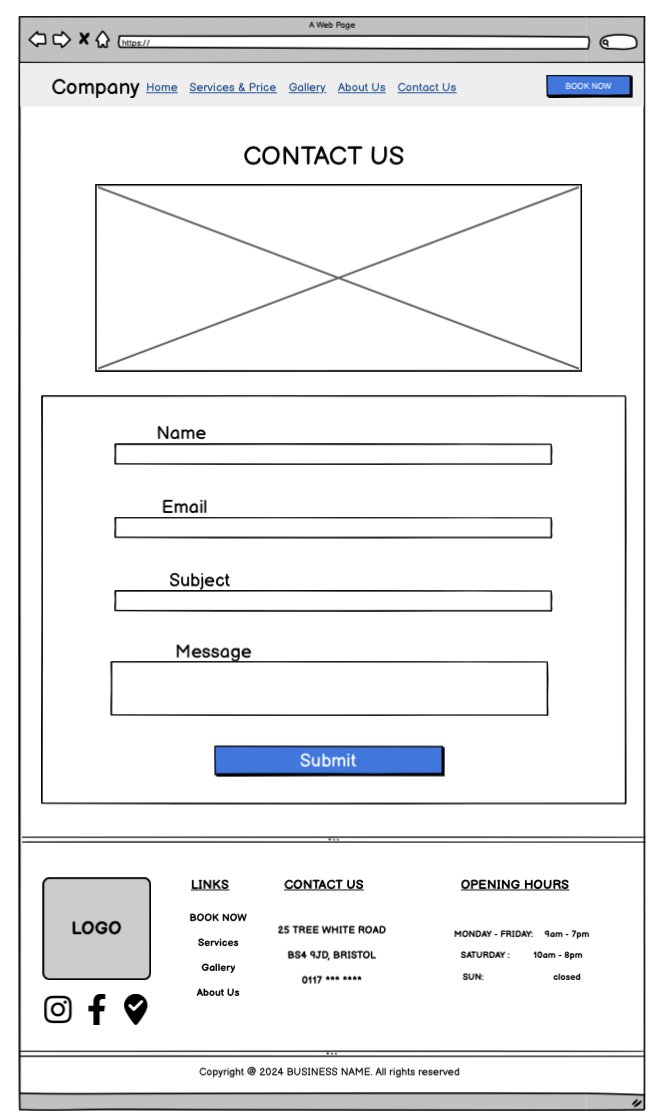 A Web Page
https://
Company Home Services & Price Gallery About Us Contact Us BOOK NOW
CONTACT US
Name
Email
Subject
Message
Submit
LOGO
LINKS
BOOK NOW
Services
Gallery
About Us
CONTACT US
25 TREE WHITE ROAD
BS4 9JD, BRISTOL
0117 *** ****
OPENING HOURS
MONDAY - FRIDAY: 9am - 7pm
SATURDAY : 10am - 8pm
SUN: closed
Copyright @ 2024 BUSINESS NAME. All rights reserved